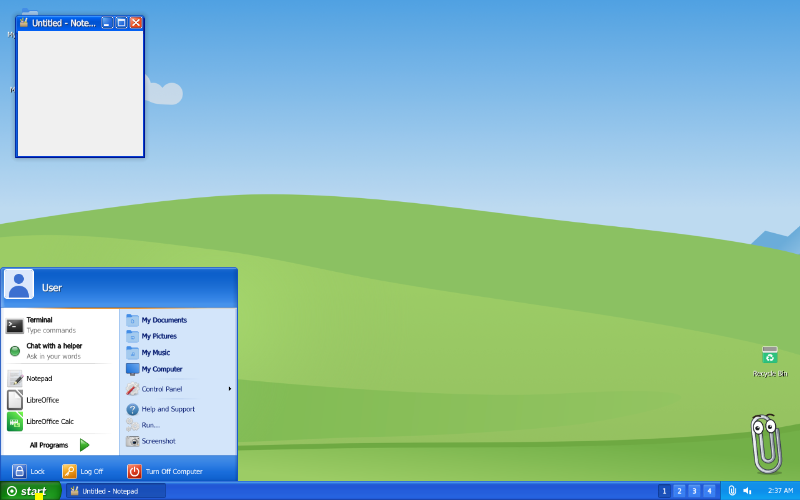 Untitled - Note...
User
Terminal
Type commands
Chat with a helper
Ask in your words
Notepad
LibreOffice
LibreOffice Calc
All Programs
My Documents
My Pictures
My Music
My Computer
Control Panel
Help and Support
Run...
Screenshot
Lock
Log Off
Turn Off Computer
Recycle Bin
start
Untitled - Notepad
1 2 3 4
2:37 AM